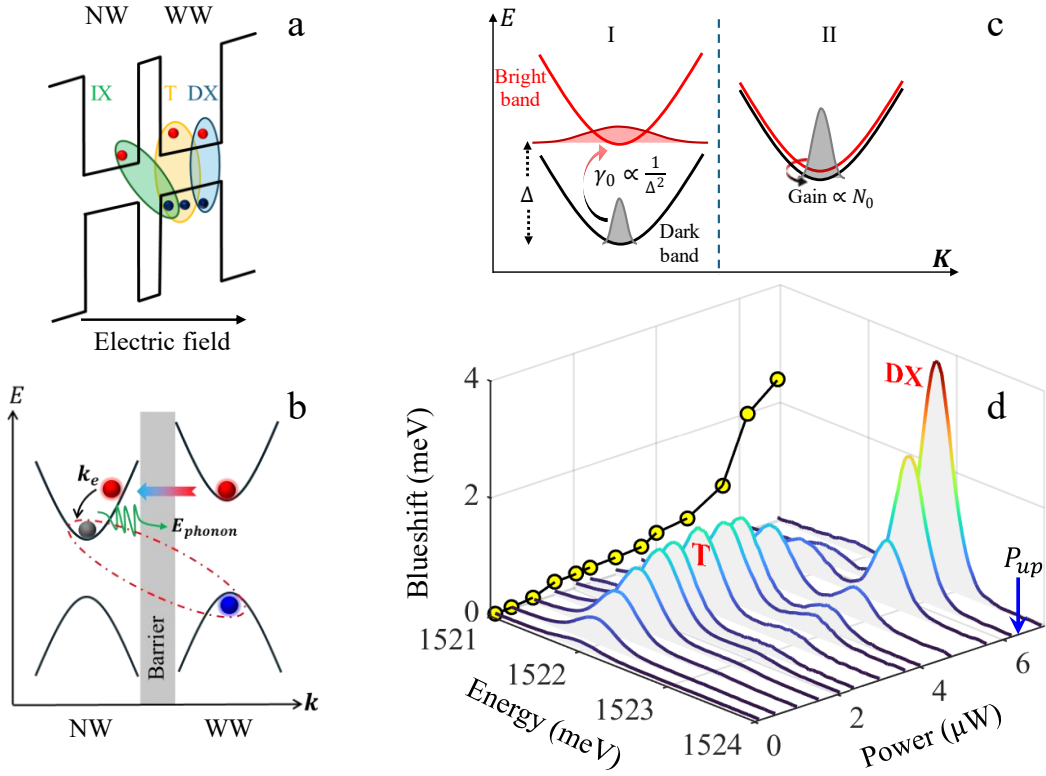 NW WW a
IX T DX
Electric field
E c
I II
Bright
band
Δ
γ₀ ∝ 1/Δ²
Dark
band
Gain ∝ N₀
K
E b
kₑ
E_phonon
Barrier
k
NW WW
d
DX
T
P_up
Blueshift (meV)
4
2
0
1521
1522
1523
1524
Energy (meV)
0
2
4
6
Power (μW)